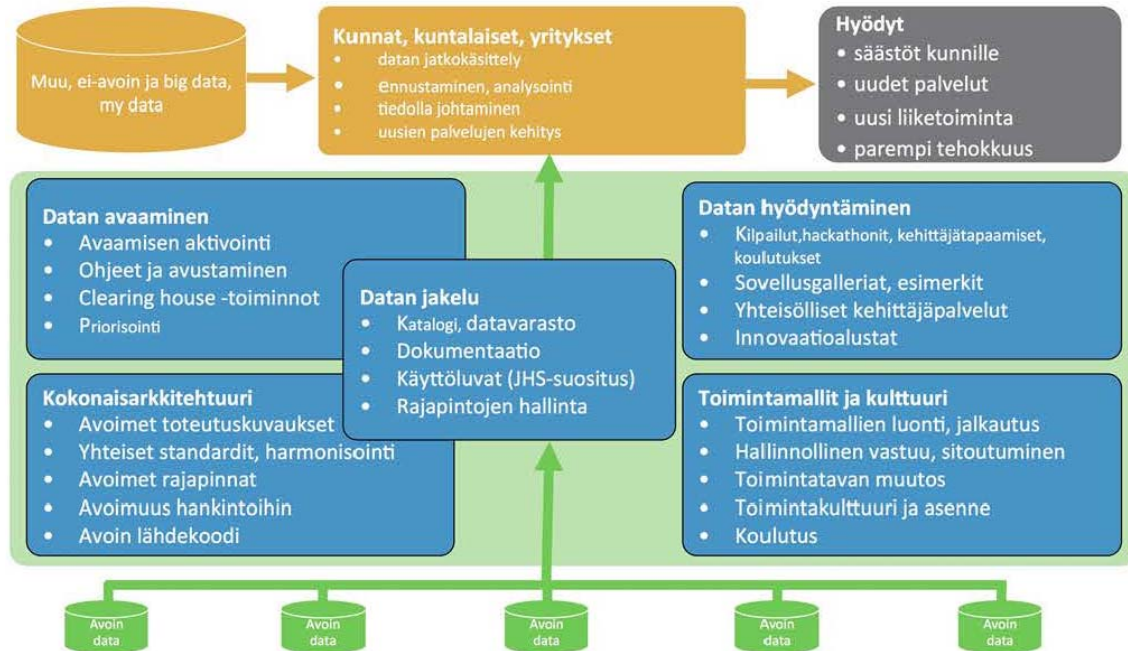 Muu, ei-avoin ja big data,
my data
Kunnat, kuntalaiset, yritykset
• datan jatkokäsittely
• ennustaminen, analysointi
• tiedolla johtaminen
• uusien palvelujen kehitys
Hyödyt
• säästöt kunnille
• uudet palvelut
• uusi liiketoiminta
• parempi tehokkuus
Datan avaaminen
• Avaamisen aktivointi
• Ohjeet ja avustaminen
• Clearing house -toiminnot
• Priorisointi
Datan jakelu
• Katalogi, datavarasto
• Dokumentaatio
• Käyttöluvat (JHS-suositus)
• Rajapintojen hallinta
Datan hyödyntäminen
• Kilpailut,hackathonit, kehittäjätapaamiset,
koulutukset
• Sovellusgalleriat, esimerkit
• Yhteisölliset kehittäjäpalvelut
• Innovaatioalustat
Kokonaisarkkitehtuuri
• Avoimet toteutuskuvaukset
• Yhteiset standardit, harmonisointi
• Avoimet rajapinnat
• Avoimuus hankintoihin
• Avoin lähdekoodi
Toimintamallit ja kulttuuri
• Toimintamallien luonti, jalkautus
• Hallinnollinen vastuu, sitoutuminen
• Toimintatavan muutos
• Toimintakulttuuri ja asenne
• Koulutus
Avoin
data
Avoin
data
Avoin
data
Avoin
data
Avoin
data